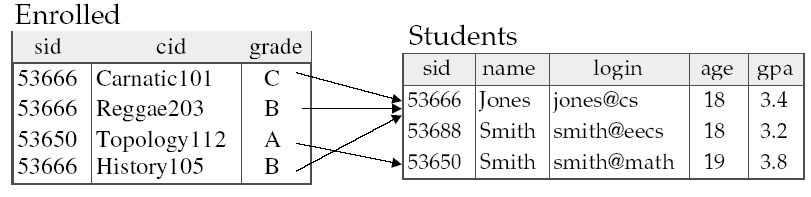 Enrolled
sid cid grade
53666 Carnatic101 C
53666 Reggae203 B
53650 Topology112 A
53666 History105 B
Students
sid name login age gpa
53666 Jones jones@cs 18 3.4
53688 Smith smith@eecs 18 3.2
53650 Smith smith@math 19 3.8